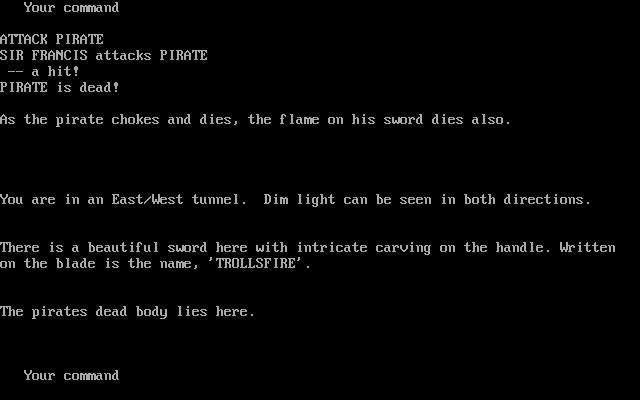 Your command
ATTACK PIRATE
SIR FRANCIS attacks PIRATE
-- a hit!
PIRATE is dead!
As the pirate chokes and dies, the flame on his sword dies also.
You are in an East/West tunnel.  Dim light can be seen in both directions.
There is a beautiful sword here with intricate carving on the handle. Written
on the blade is the name, 'TROLLSFIRE'.
The pirates dead body lies here.
Your command